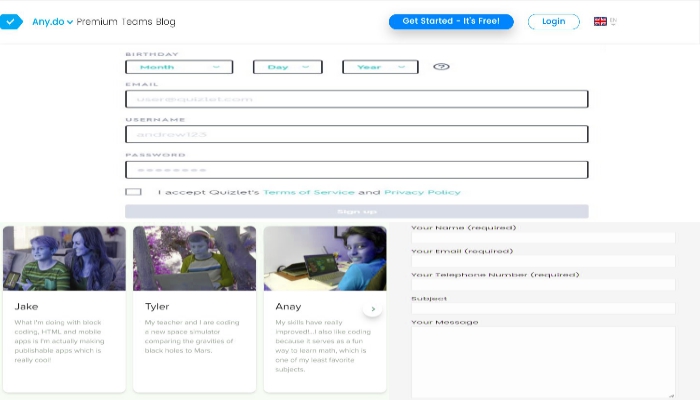 Any.do Premium Teams Blog
Get Started - It's Free!
Login
EN
BIRTHDAY
Month Day Year ?
EMAIL
user@quizlet.com
USERNAME
andrew123
PASSWORD
I accept Quizlet's Terms of Service and Privacy Policy
Sign up
Jake
What I'm doing with block
coding, HTML and mobile
apps is I'm actually making
publishable apps which is
really cool!
Tyler
My teacher and I are coding
a new space simulator
comparing the gravities of
black holes to Mars.
Anay
My skills have really
improved!...I also like coding
because it serves as a fun
way to learn math, which is
one of my least favorite
subjects.
Your Name (required)
Your Email (required)
Your Telephone Number (required)
Subject
Your Message